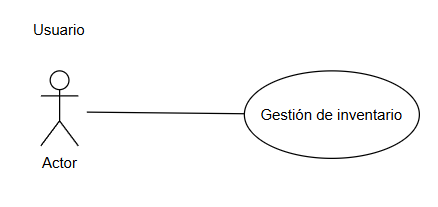 Usuario
Gestión de inventario
Actor